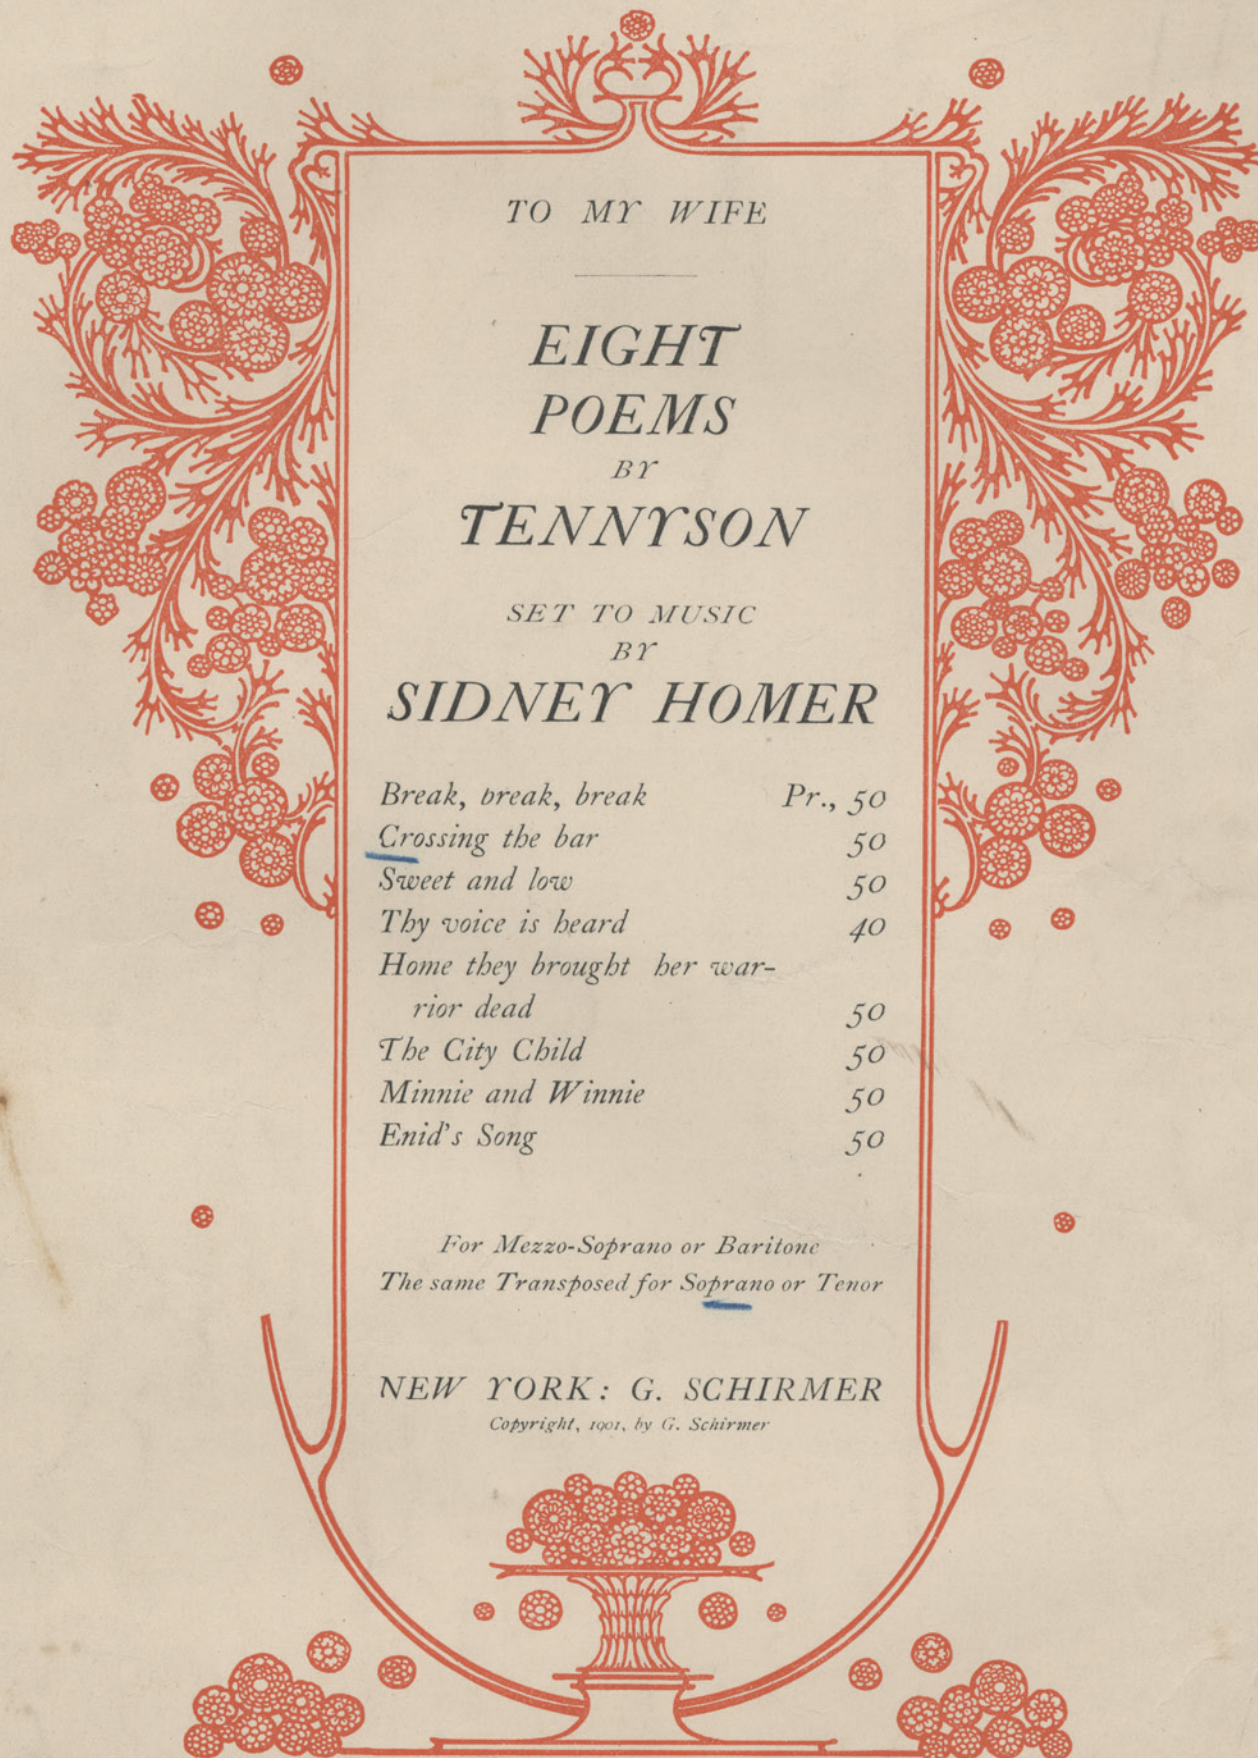 TO MY WIFE
EIGHT
POEMS
BY
TENNYSON
SET TO MUSIC
BY
SIDNEY HOMER
Break, break, break Pr., 50
Crossing the bar 50
Sweet and low 50
Thy voice is heard 40
Home they brought her war-
rior dead 50
The City Child 50
Minnie and Winnie 50
Enid's Song 50
For Mezzo-Soprano or Baritone
The same Transposed for Soprano or Tenor
NEW YORK: G. SCHIRMER
Copyright, 1901, by G. Schirmer